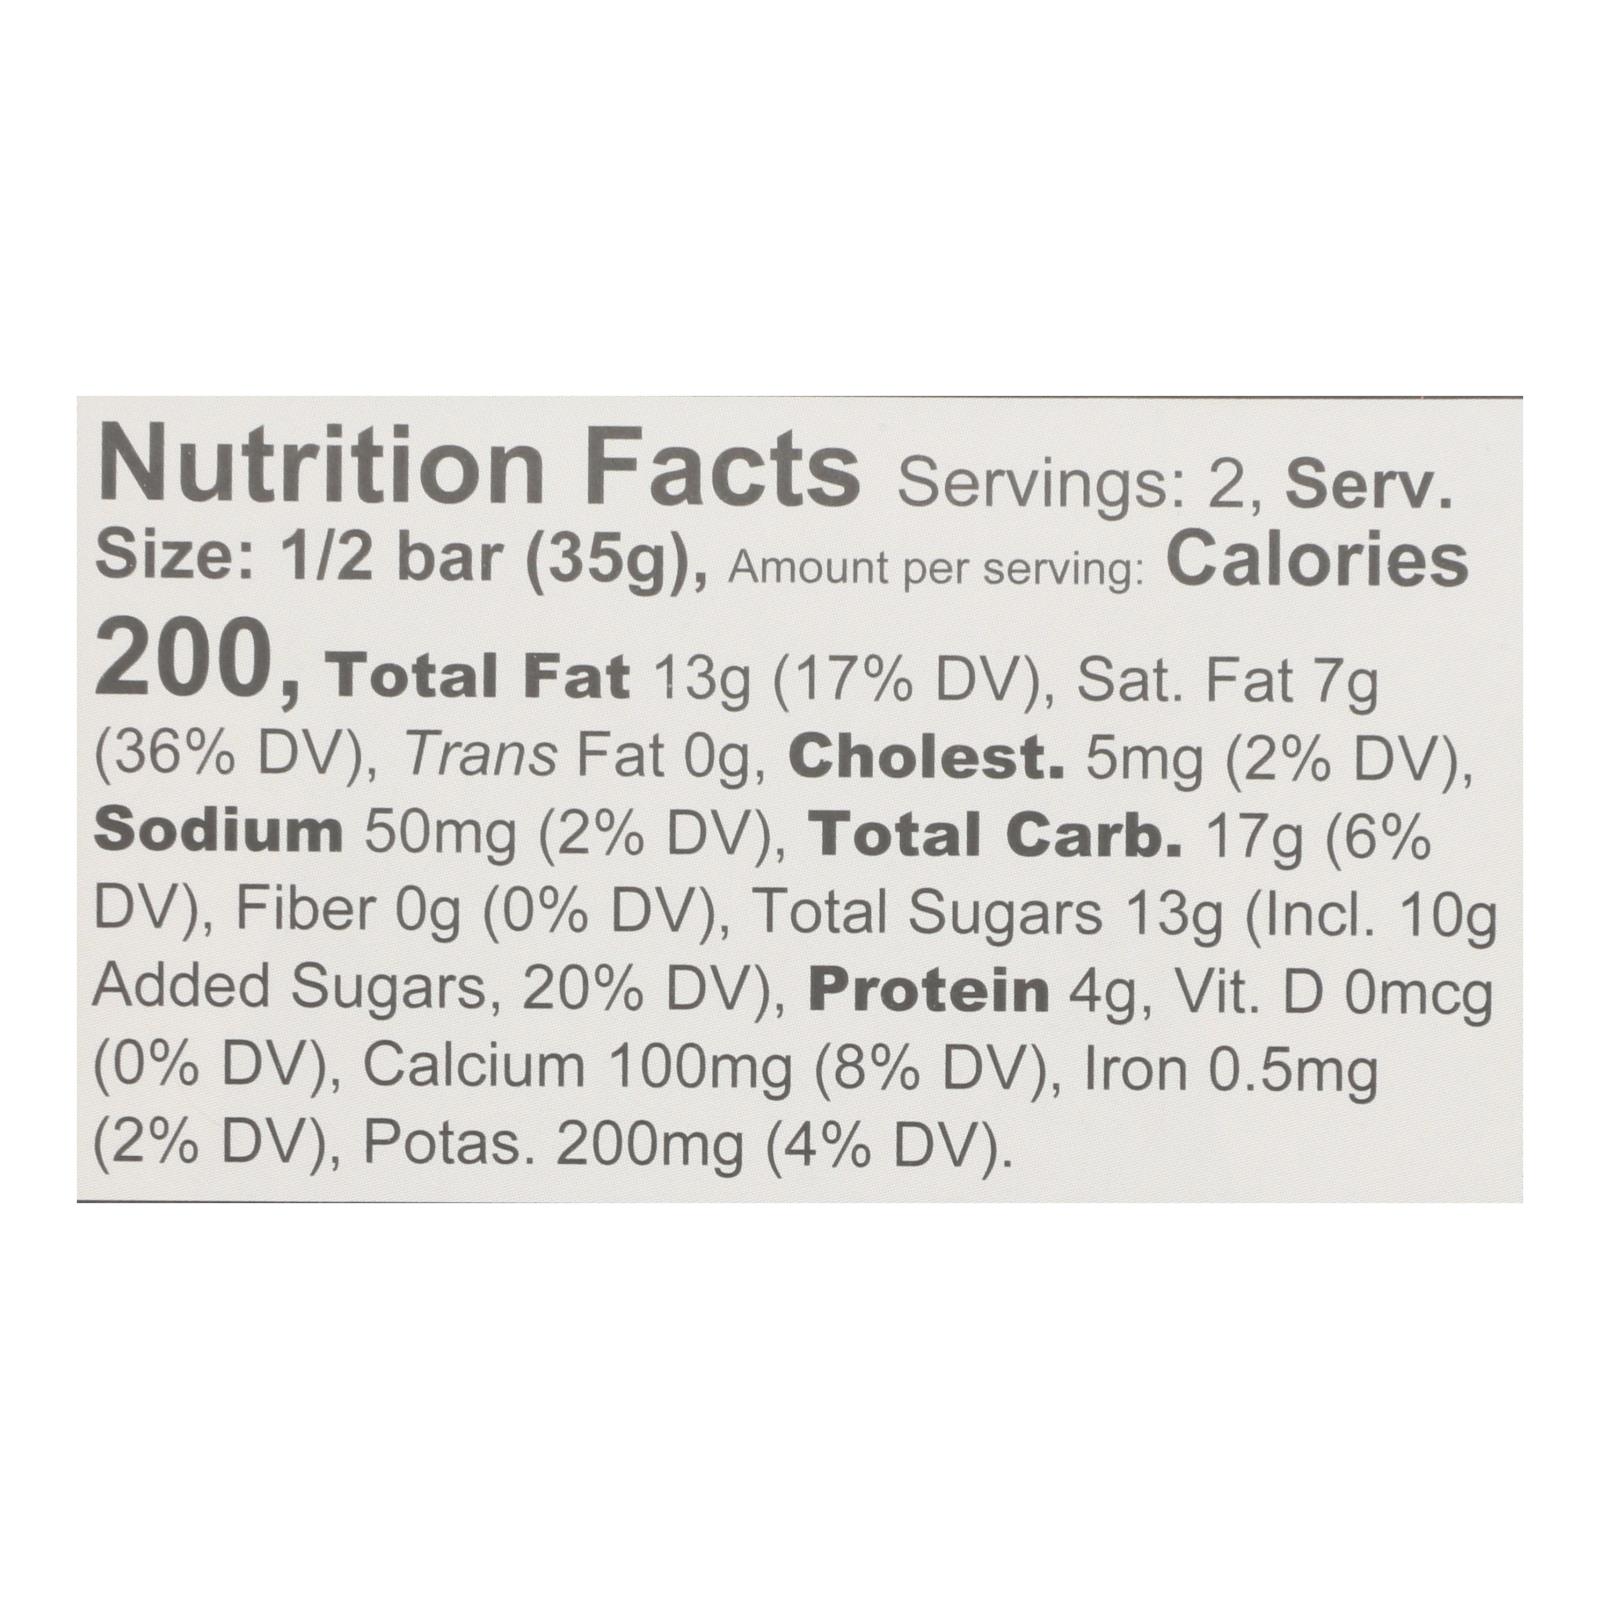 Nutrition Facts Servings: 2, Serv.
Size: 1/2 bar (35g), Amount per serving: Calories
200, Total Fat 13g (17% DV), Sat. Fat 7g
(36% DV), Trans Fat 0g, Cholest. 5mg (2% DV),
Sodium 50mg (2% DV), Total Carb. 17g (6%
DV), Fiber 0g (0% DV), Total Sugars 13g (Incl. 10g
Added Sugars, 20% DV), Protein 4g, Vit. D 0mcg
(0% DV), Calcium 100mg (8% DV), Iron 0.5mg
(2% DV), Potas. 200mg (4% DV).